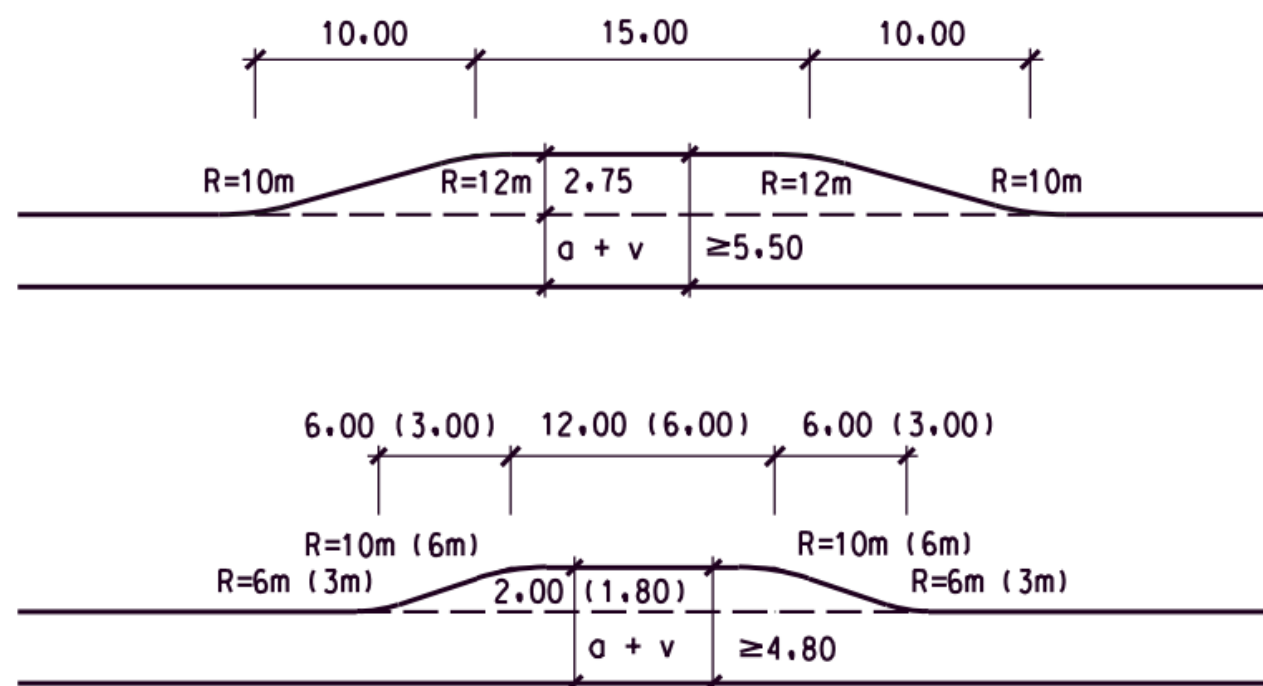 10.00 15.00 10.00
R=10m R=12m 2.75 R=12m R=10m
a + v ≥5.50
6.00 (3.00) 12.00 (6.00) 6.00 (3.00)
R=10m (6m) R=10m (6m)
R=6m (3m) 2.00 (1.80) R=6m (3m)
a + v ≥4.80